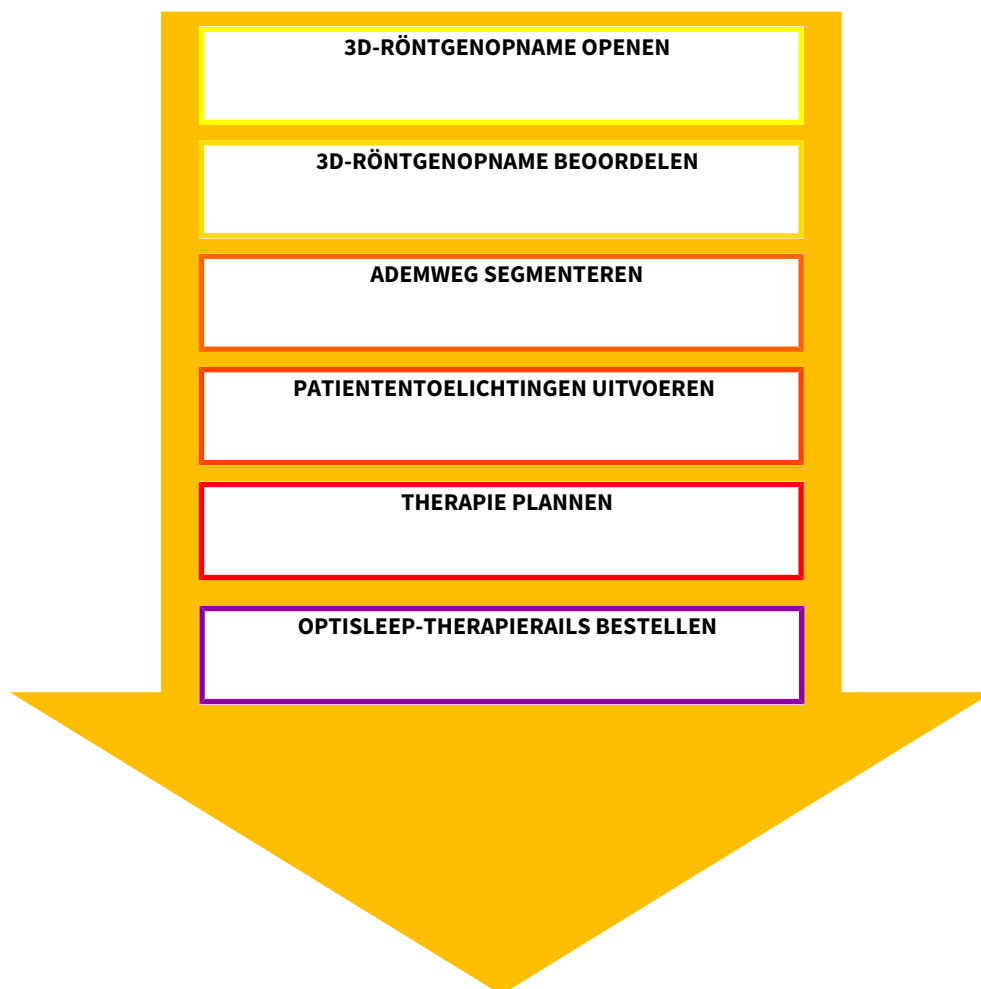 3D-RÖNTGENOPNAME OPENEN
3D-RÖNTGENOPNAME BEOORDELEN
ADEMWEG SEGMENTEREN
PATIENTENTOELICHTINGEN UITVOEREN
THERAPIE PLANNEN
OPTISLEEP-THERAPIERAILS BESTELLEN